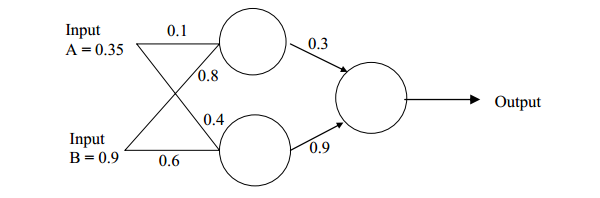 Input
A = 0.35
0.1
0.3
0.8
Output
0.4
Input
B = 0.9
0.6
0.9